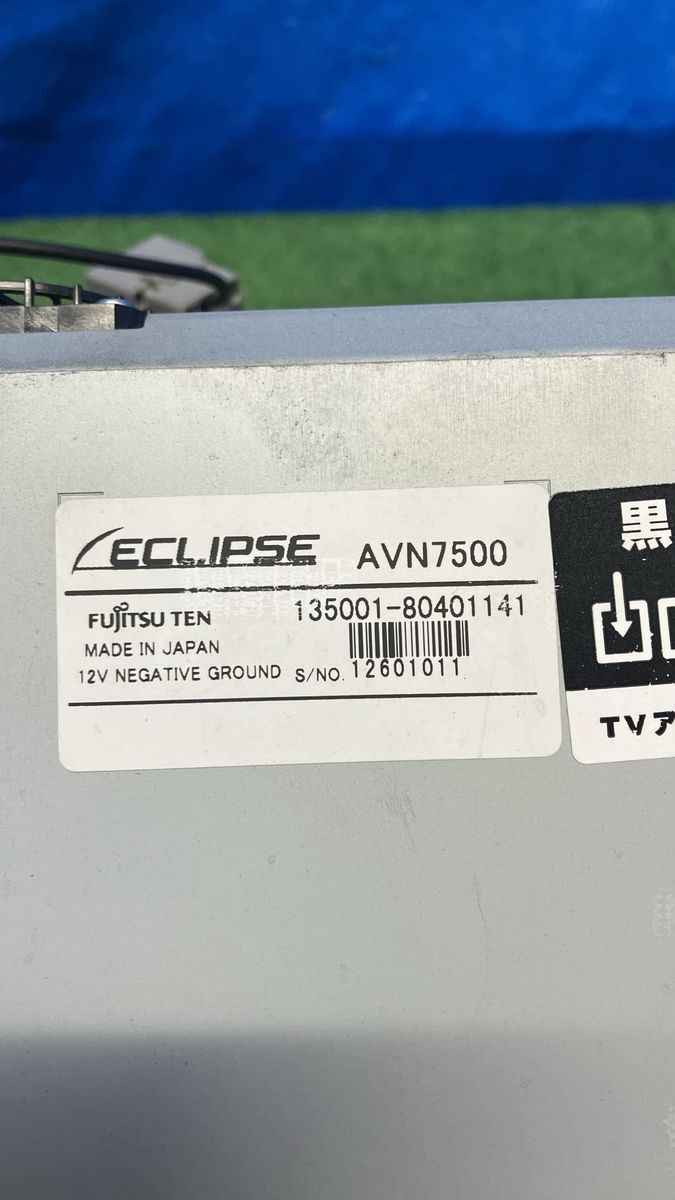 ECLIPSE AVN7500
FUJITSU TEN 135001-80401141
MADE IN JAPAN
12V NEGATIVE GROUND S/NO. 12601011
黒
TVア